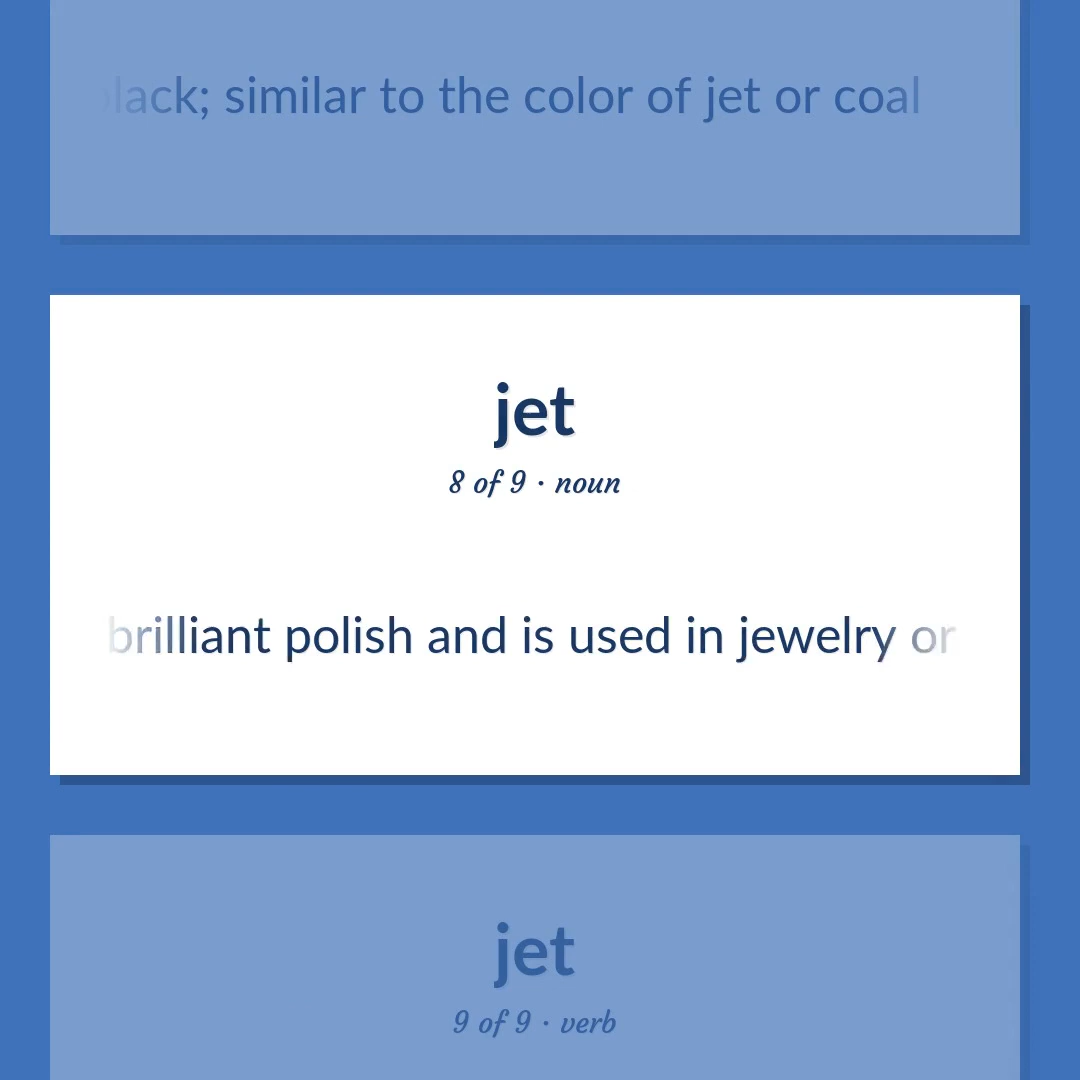 black; similar to the color of jet or coal
jet
8 of 9 · noun
brilliant polish and is used in jewelry or
jet
9 of 9 · verb